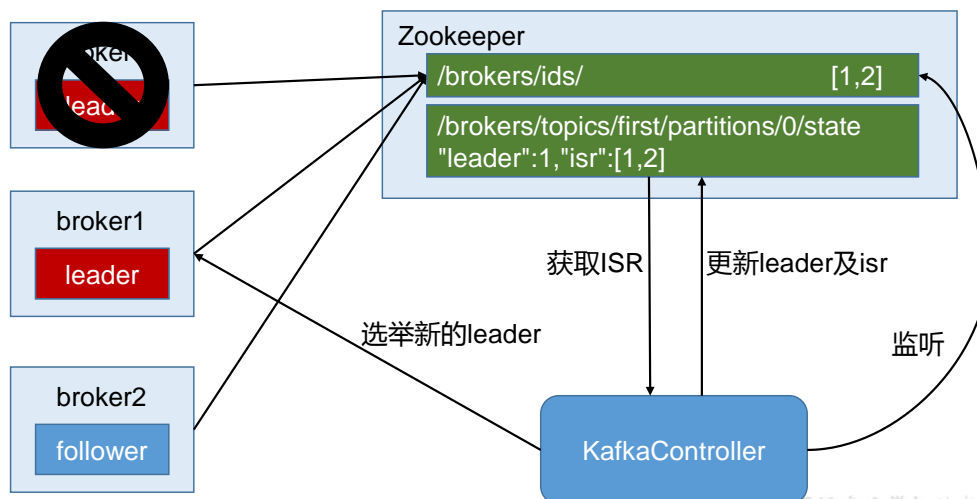 Zookeeper
/brokers/ids/ [1,2]
/brokers/topics/first/partitions/0/state
"leader":1,"isr":[1,2]
broker1
leader
获取ISR
更新leader及isr
选举新的leader
监听
broker2
follower
KafkaController